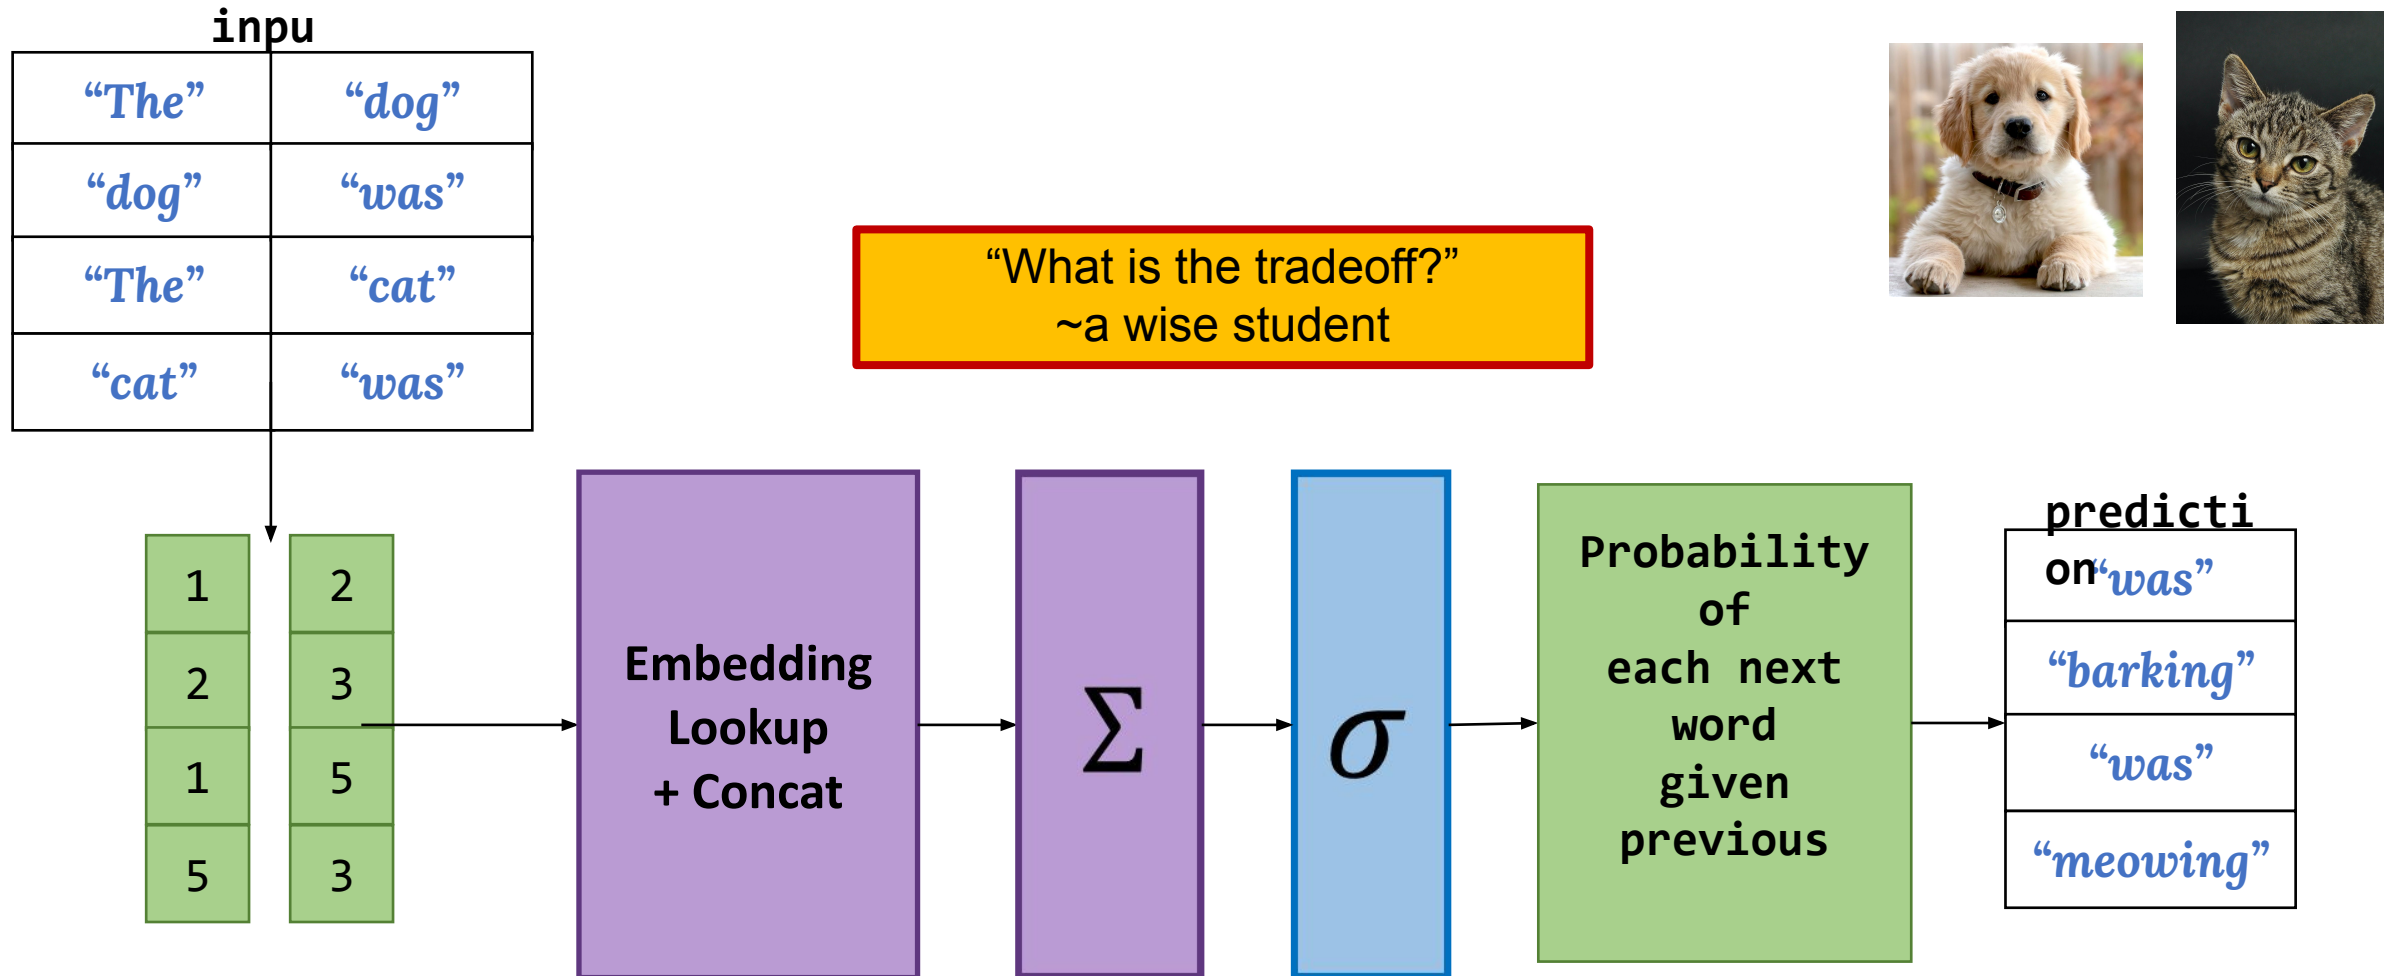 inpu
“The” “dog”
“dog” “was”
“The” “cat”
“cat” “was”
“What is the tradeoff?”
~a wise student
1 2
2 3
1 5
5 3
Embedding
Lookup
+ Concat
Σ
σ
Probability
of
each next
word
given
previous
predicti
on
“was”
“barking”
“was”
“meowing”